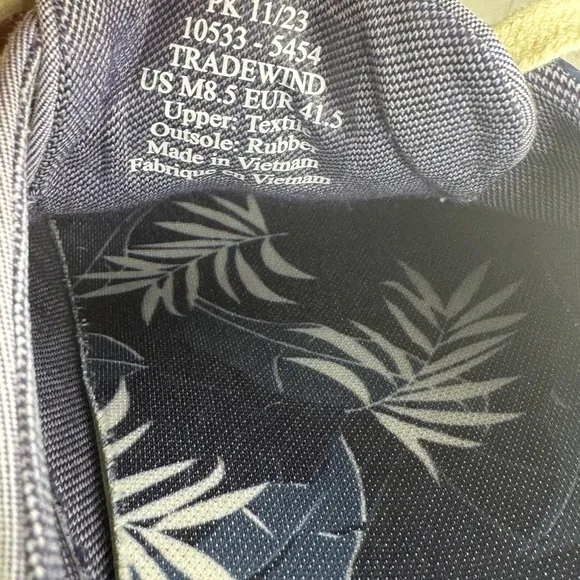 PK 11/23
10533 - 5454
TRADEWIND
US M8.5 EUR 41.5
Upper: Textile
Outsole: Rubber
Made in Vietnam
Fabriqué en Vietnam